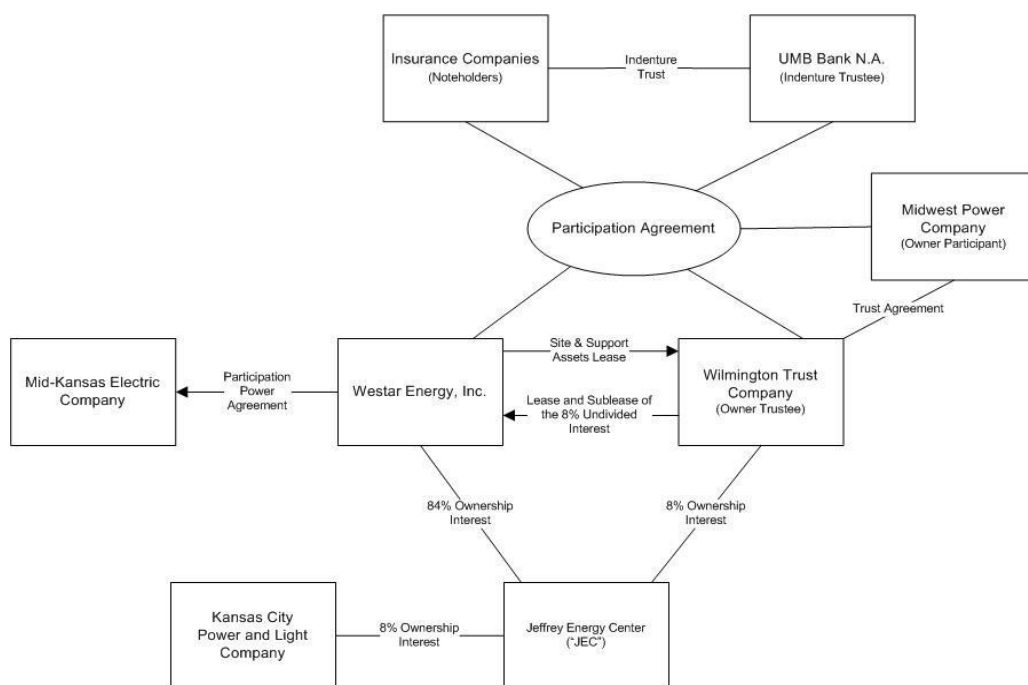 Insurance Companies
(Noteholders)
Indenture
Trust
UMB Bank N.A.
(Indenture Trustee)
Participation Agreement
Midwest Power
Company
(Owner Participant)
Trust Agreement
Mid-Kansas Electric
Company
Participation
Power
Agreement
Westar Energy, Inc.
Site & Support
Assets Lease
Lease and Sublease of
the 8% Undivided
Interest
Wilmington Trust
Company
(Owner Trustee)
84% Ownership
Interest
8% Ownership
Interest
Kansas City
Power and Light
Company
8% Ownership
Interest
Jeffrey Energy Center
("JEC")